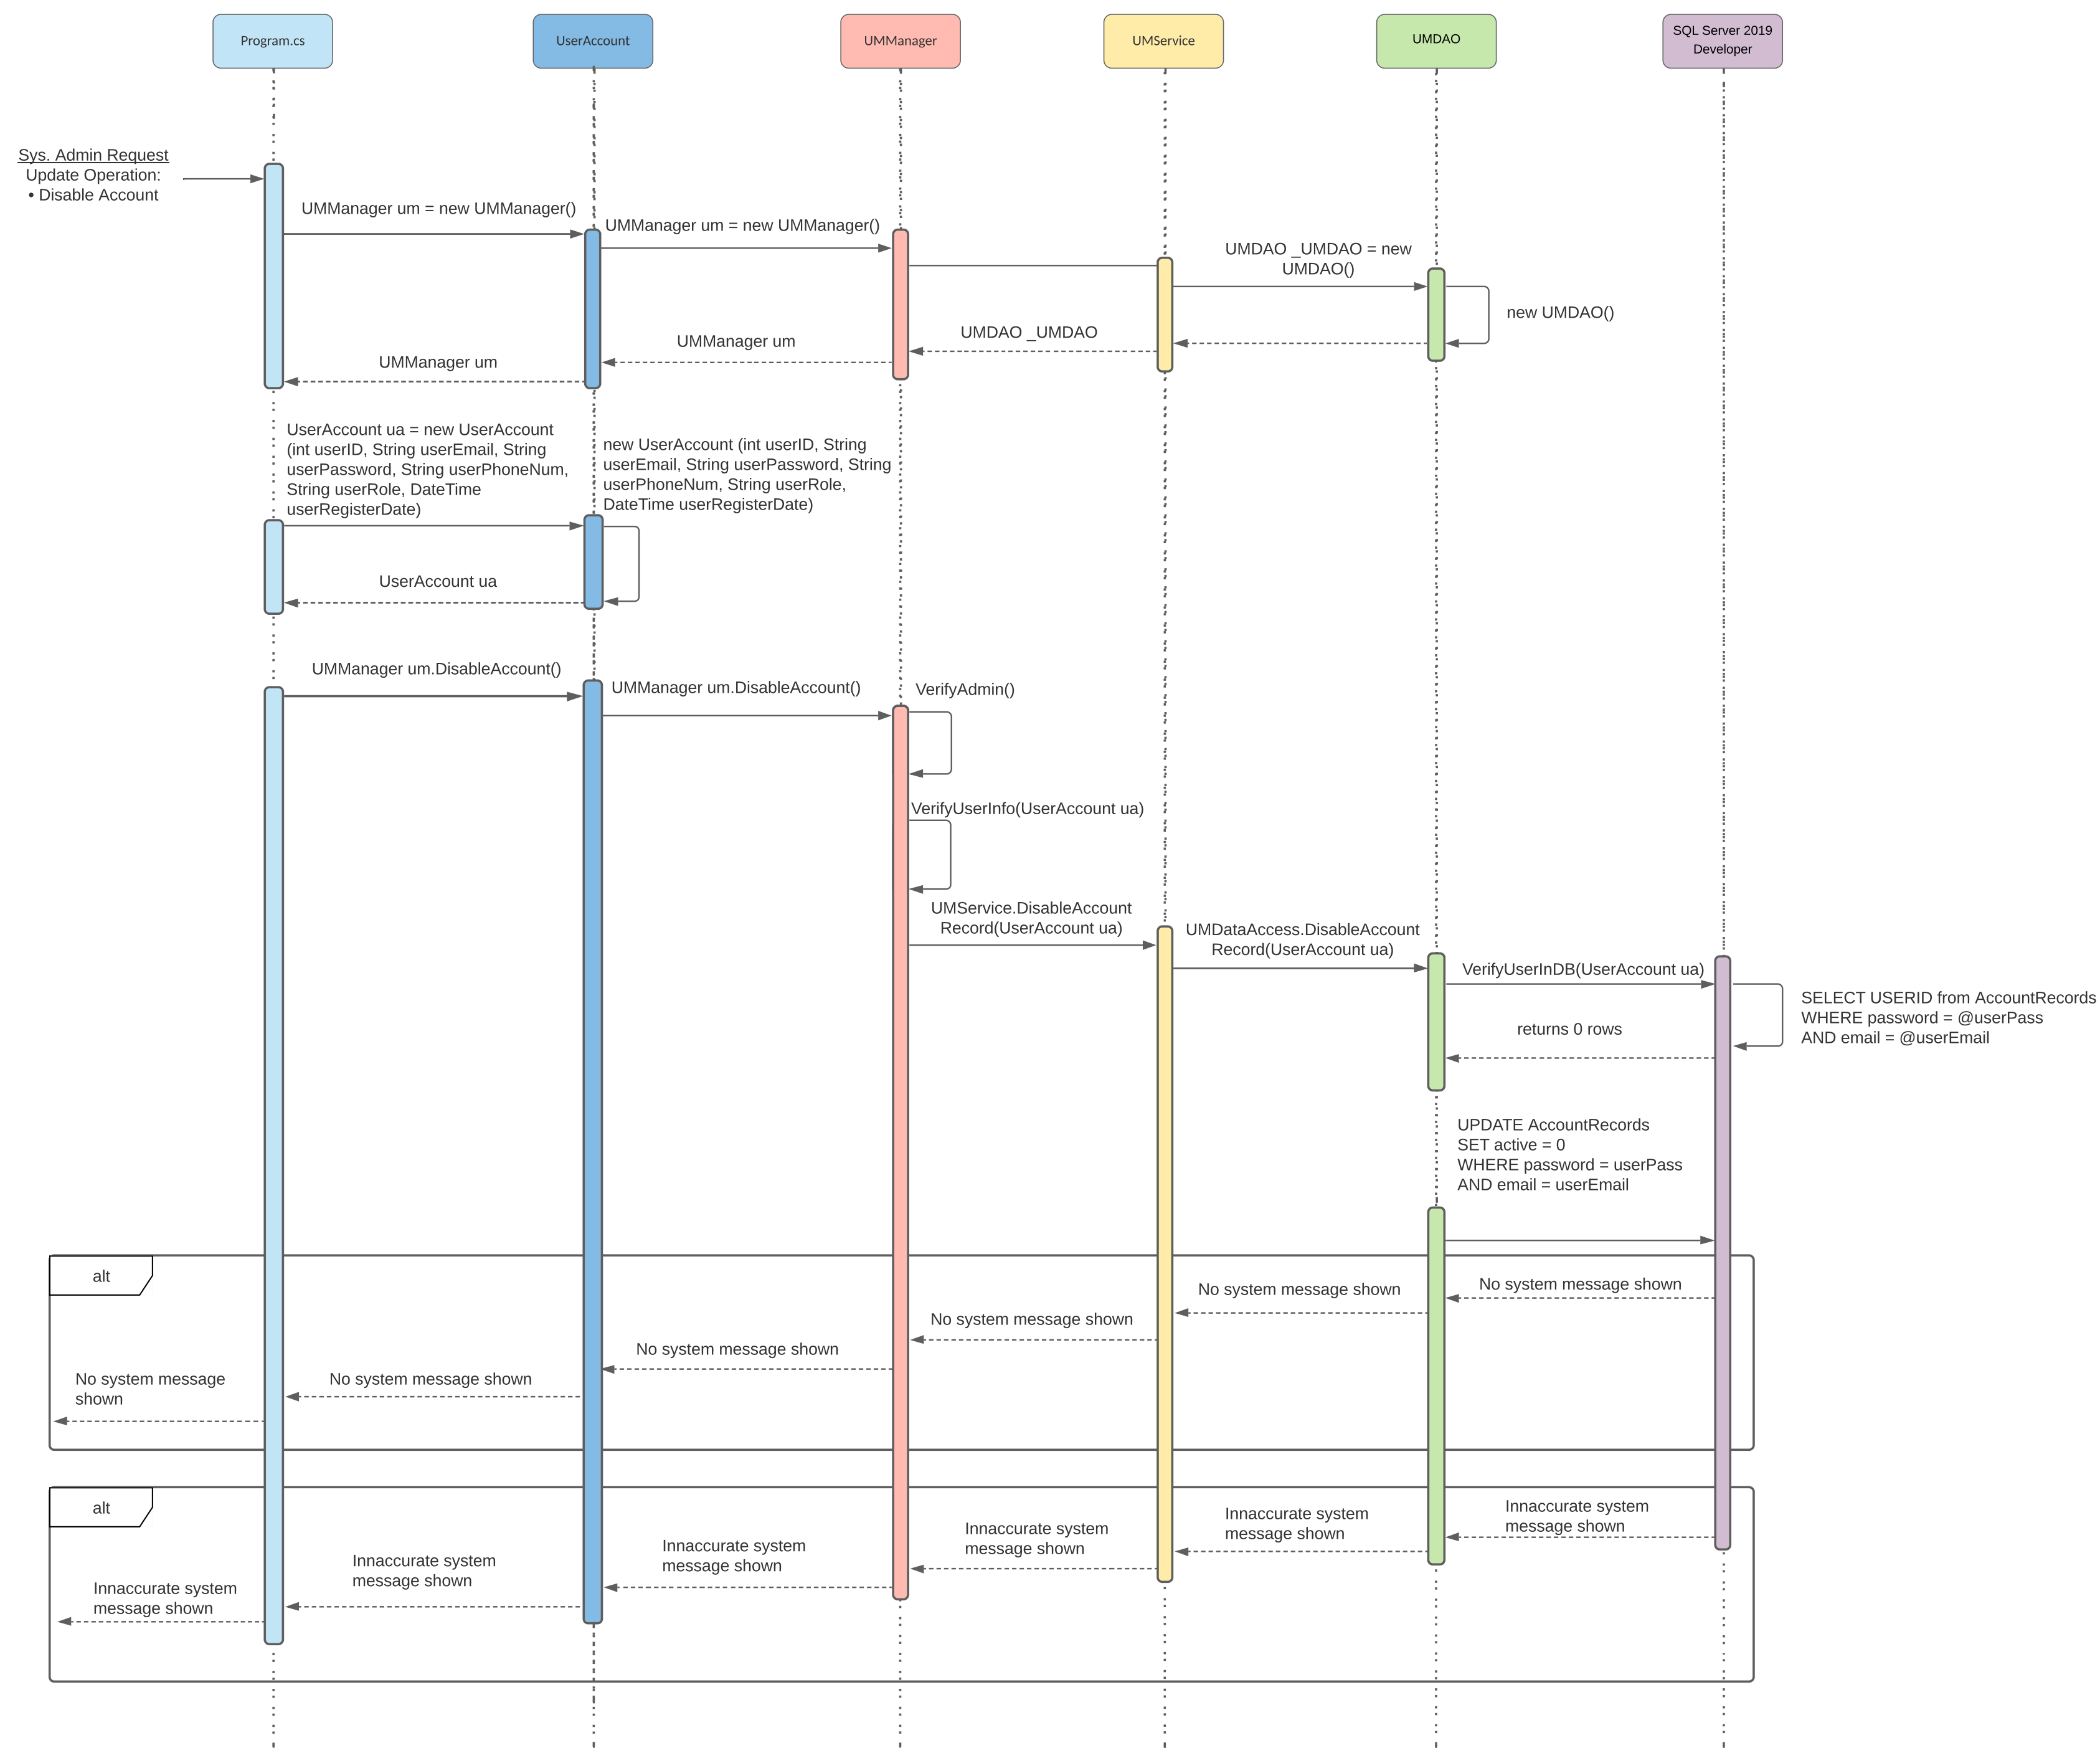 Program.cs
UserAccount
UMManager
UMService
UMDAO
SQL Server 2019
Developer
Sys. Admin Request
Update Operation:
• Disable Account
UMManager um = new UMManager()
UMManager um = new UMManager()
UMDAO _UMDAO = new
UMDAO()
new UMDAO()
UMDAO _UMDAO
UMManager um
UMManager um
UserAccount ua = new UserAccount
(int userID, String userEmail, String
userPassword, String userPhoneNum,
String userRole, DateTime
userRegisterDate)
new UserAccount (int userID, String
userEmail, String userPassword, String
userPhoneNum, String userRole,
DateTime userRegisterDate)
UserAccount ua
UMManager um.DisableAccount()
UMManager um.DisableAccount()
VerifyAdmin()
VerifyUserInfo(UserAccount ua)
UMService.DisableAccount
Record(UserAccount ua)
UMDataAccess.DisableAccount
Record(UserAccount ua)
VerifyUserInDB(UserAccount ua)
SELECT USERID from AccountRecords
WHERE password = @userPass
AND email = @userEmail
returns 0 rows
UPDATE AccountRecords
SET active = 0
WHERE password = userPass
AND email = userEmail
alt
No system message shown
No system message shown
No system message shown
No system message shown
No system message shown
No system message
shown
alt
Innaccurate system
message shown
Innaccurate system
message shown
Innaccurate system
message shown
Innaccurate system
message shown
Innaccurate system
message shown
Innaccurate system
message shown